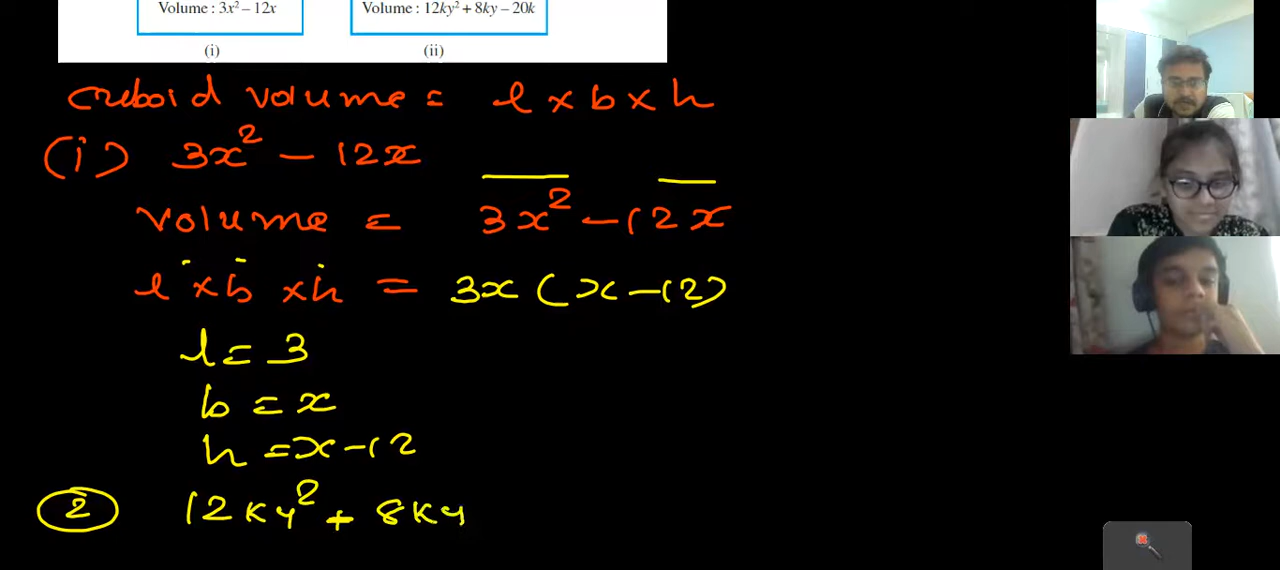 Volume : 3x² – 12x
Volume : 12ky² + 8ky – 20k
(i)
(ii)
cuboid volume = l × b × h
(i) 3x² – 12x
volume = 3x² – 12x
l × b × h = 3x (x – 12)
l = 3
b = x
h = x – 12
2 12ky² + 8ky